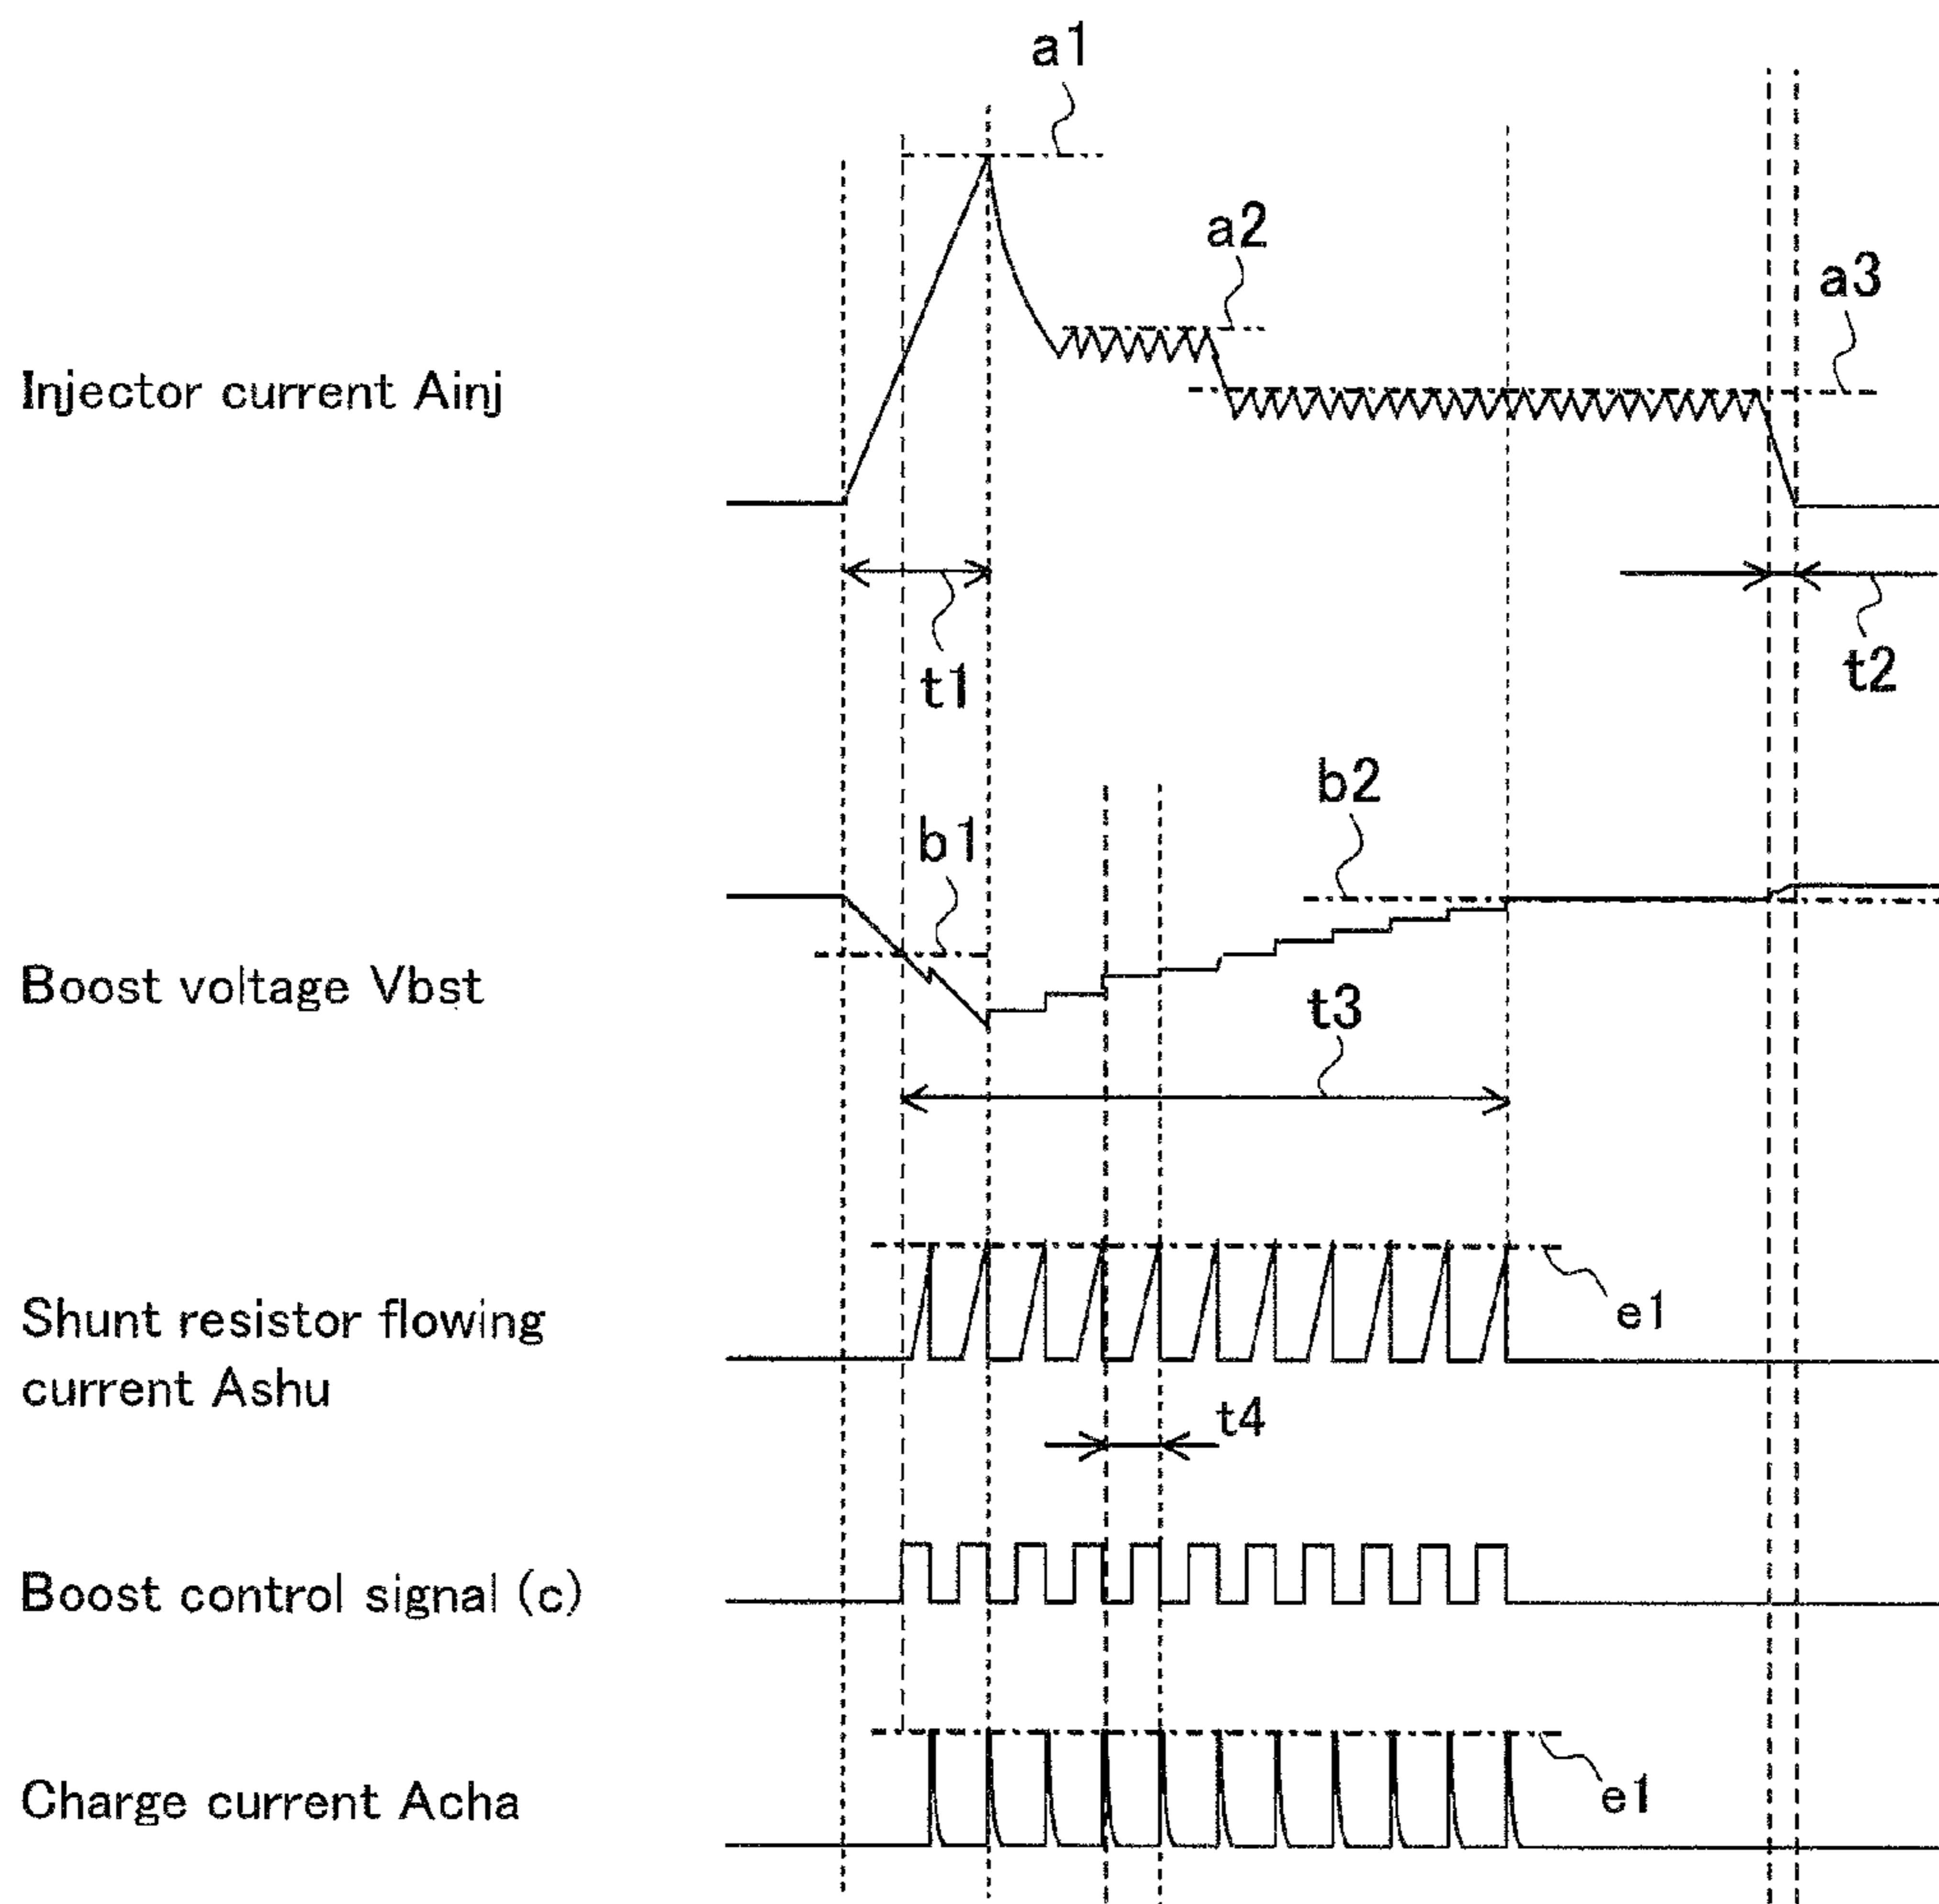 a1
a2
a3
Injector current Ainj
t1
t2
b2
b1
Boost voltage Vbst
t3
Shunt resistor flowing
current Ashu
e1
t4
Boost control signal (c)
Charge current Acha
e1